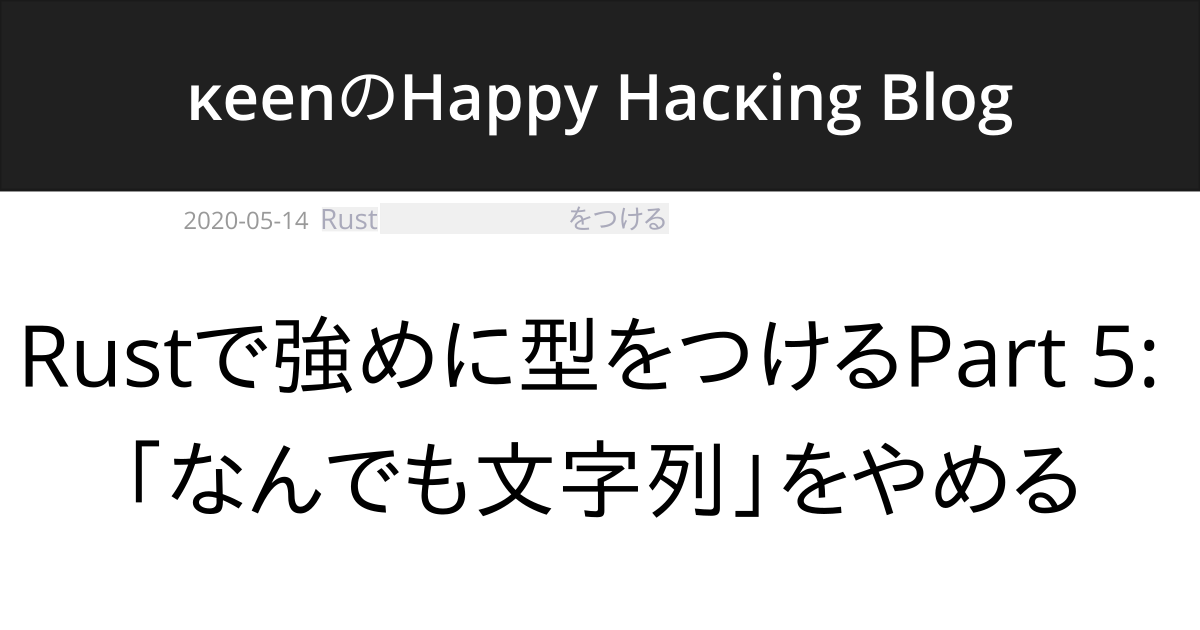 κeenのHappy Hacκing Blog
2020-05-14 Rust をつける
Rustで強めに型をつけるPart 5:
「なんでも文字列」をやめる